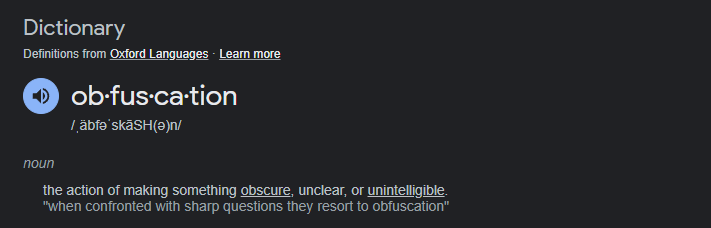 Dictionary
Definitions from Oxford Languages · Learn more
ob·fus·ca·tion
/ˌäbfəˈskāSH(ə)n/
noun
the action of making something obscure, unclear, or unintelligible.
"when confronted with sharp questions they resort to obfuscation"